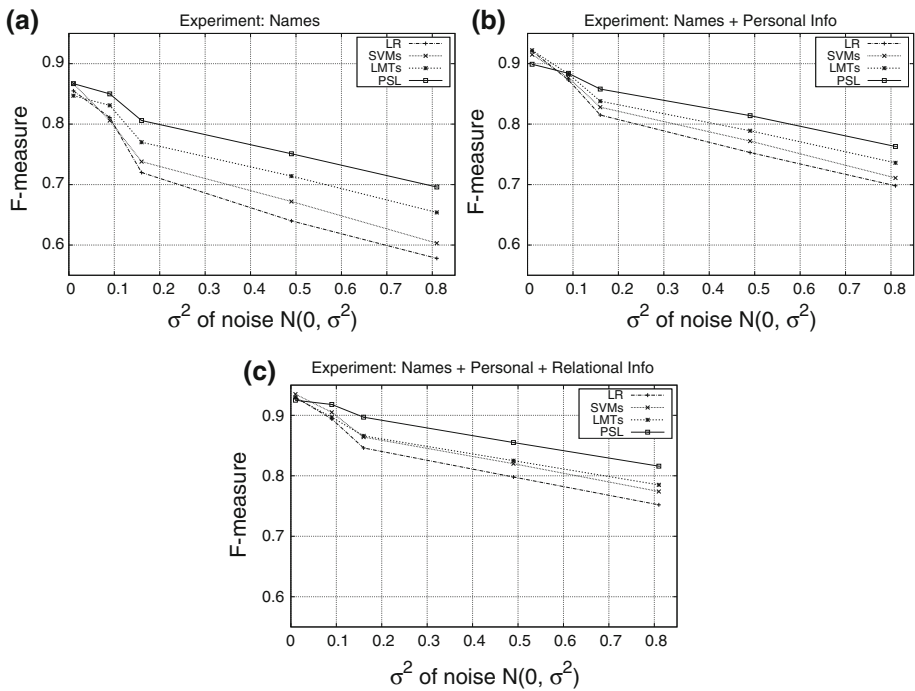 (a)
Experiment: Names
LR
SVMs
LMTs
PSL
0.9
0.8
0.7
0.6
F-measure
0 0.1 0.2 0.3 0.4 0.5 0.6 0.7 0.8
σ² of noise N(0, σ²)
(b)
Experiment: Names + Personal Info
LR
SVMs
LMTs
PSL
0.9
0.8
0.7
0.6
F-measure
0 0.1 0.2 0.3 0.4 0.5 0.6 0.7 0.8
σ² of noise N(0, σ²)
(c)
Experiment: Names + Personal + Relational Info
LR
SVMs
LMTs
PSL
0.9
0.8
0.7
0.6
F-measure
0 0.1 0.2 0.3 0.4 0.5 0.6 0.7 0.8
σ² of noise N(0, σ²)